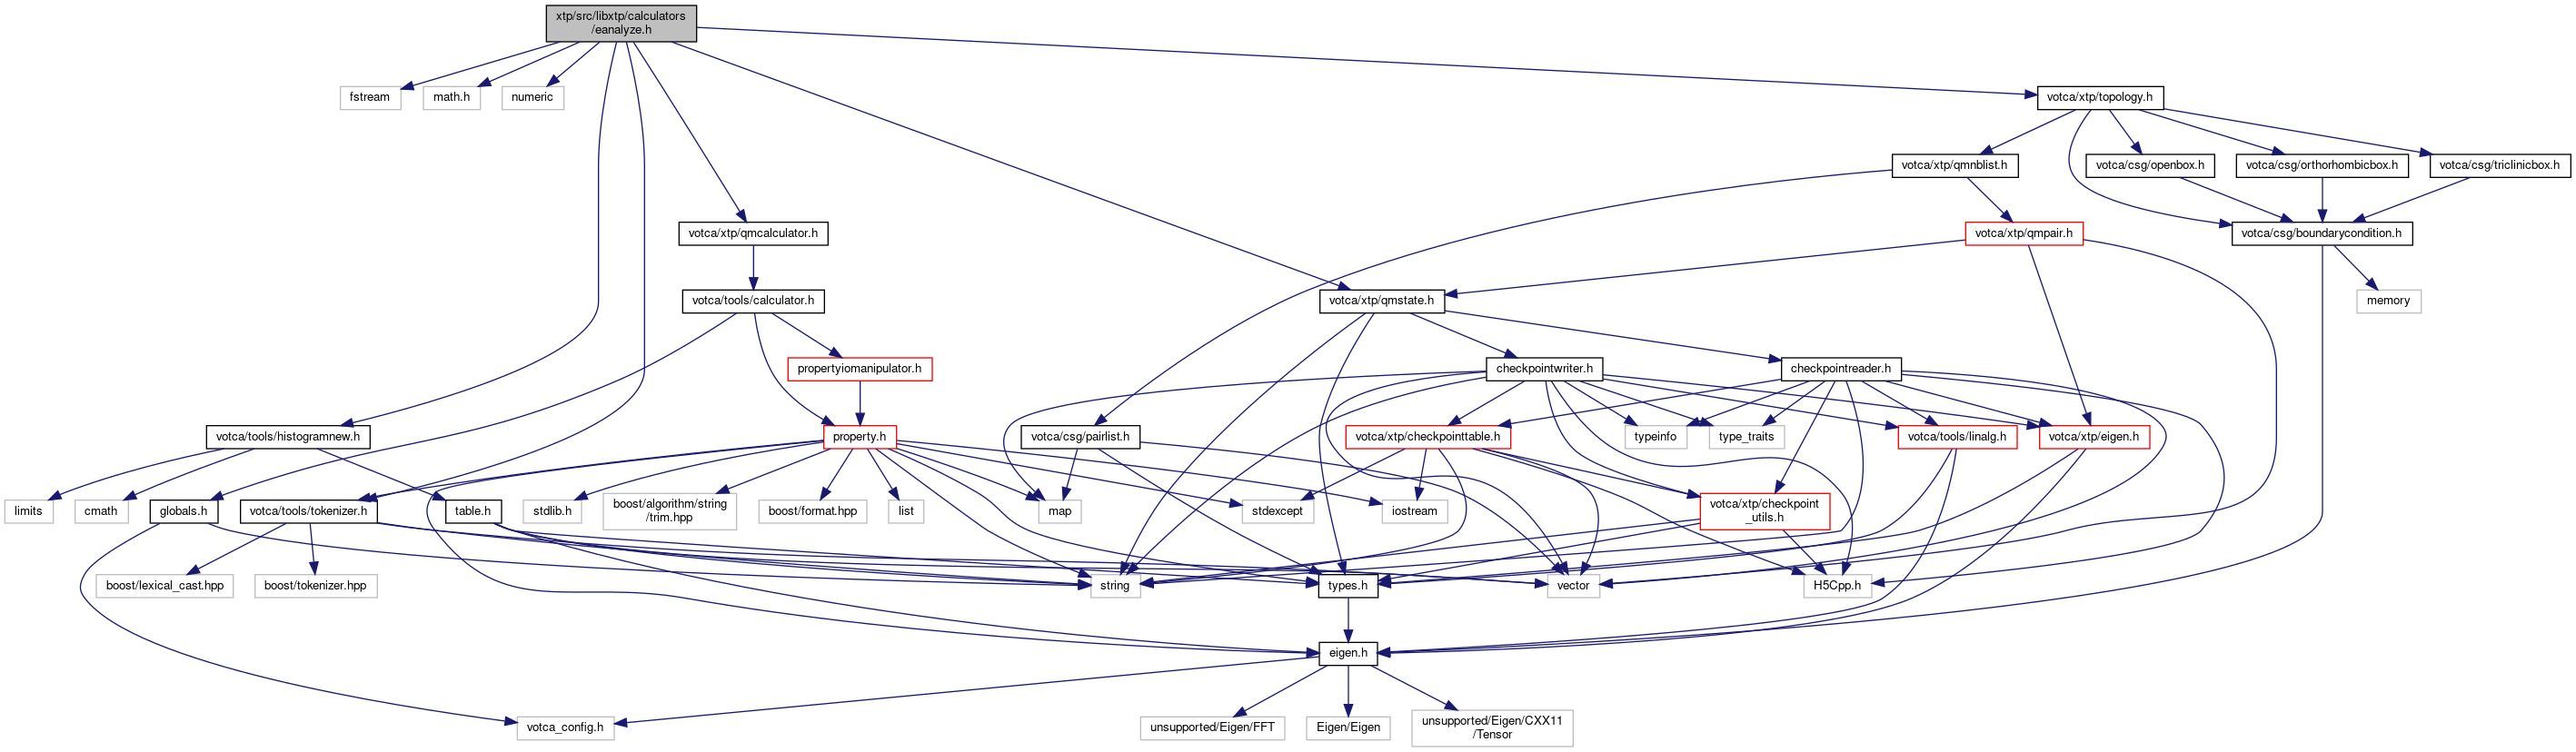 xtp/src/libxtp/calculators
/eanalyze.h
fstream
math.h
numeric
votca/xtp/topology.h
votca/xtp/qmnblist.h
votca/csg/openbox.h
votca/csg/orthorhombicbox.h
votca/csg/triclinicbox.h
votca/xtp/qmcalculator.h
votca/xtp/qmpair.h
votca/csg/boundarycondition.h
votca/tools/calculator.h
votca/xtp/qmstate.h
memory
propertyiomanipulator.h
checkpointwriter.h
checkpointreader.h
votca/tools/histogramnew.h
property.h
votca/csg/pairlist.h
votca/xtp/checkpointtable.h
typeinfo
type_traits
votca/tools/linalg.h
votca/xtp/eigen.h
limits
cmath
globals.h
votca/tools/tokenizer.h
table.h
stdlib.h
boost/algorithm/string
/trim.hpp
boost/format.hpp
list
map
stdexcept
iostream
votca/xtp/checkpoint
_utils.h
boost/lexical_cast.hpp
boost/tokenizer.hpp
string
types.h
vector
H5Cpp.h
eigen.h
votca_config.h
unsupported/Eigen/FFT
Eigen/Eigen
unsupported/Eigen/CXX11
/Tensor